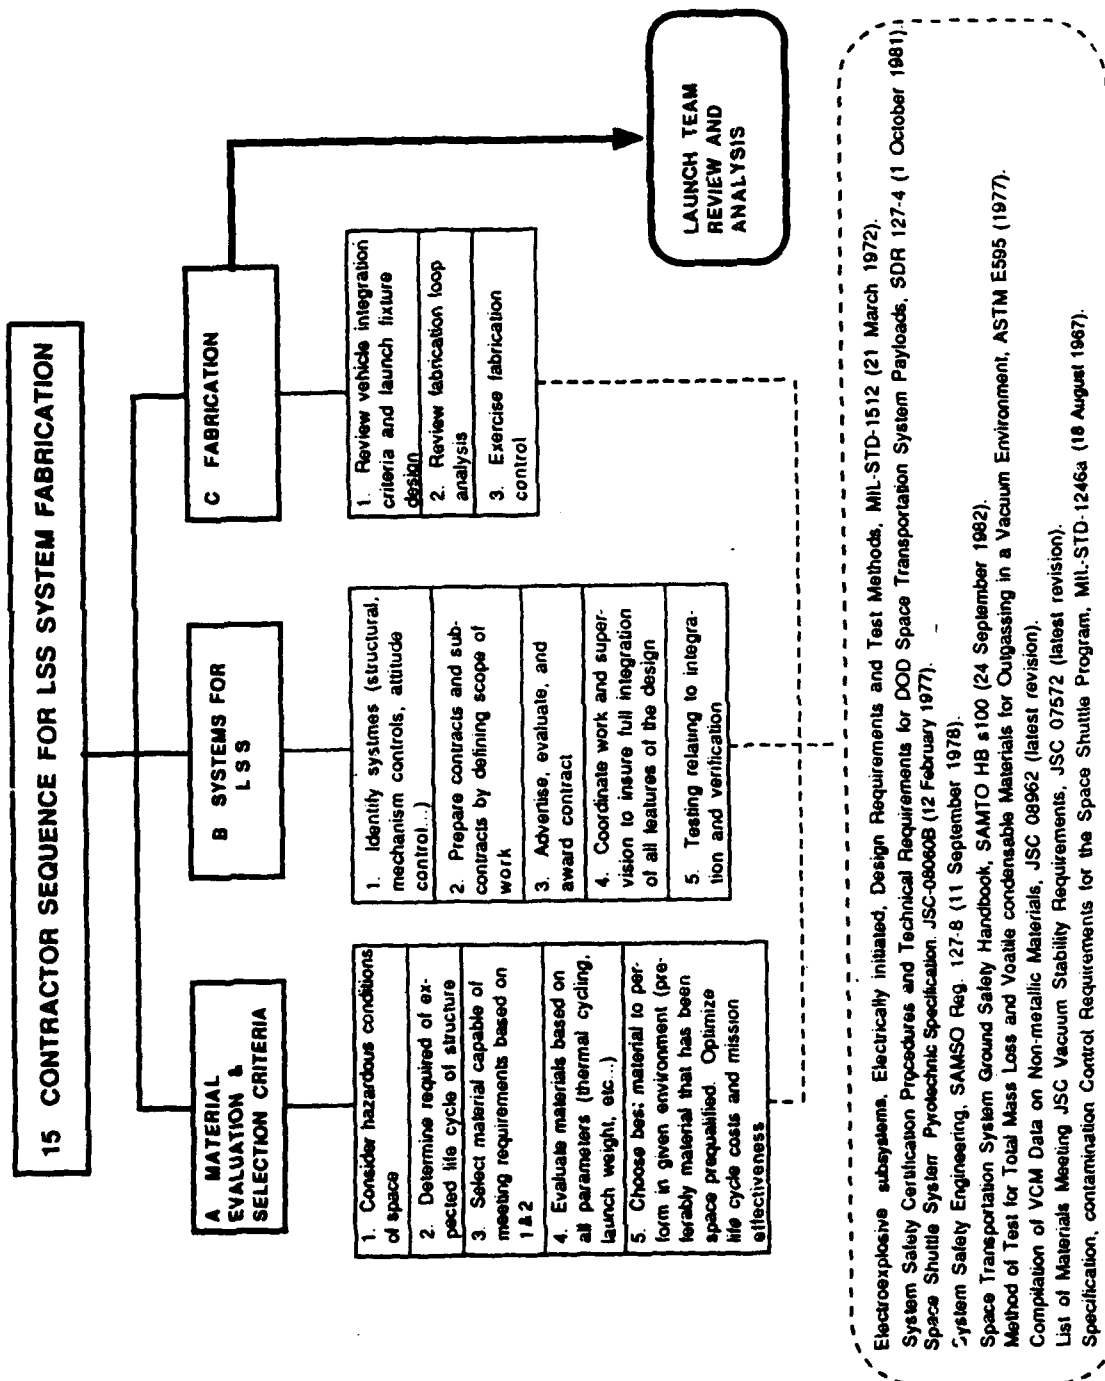 15 CONTRACTOR SEQUENCE FOR LSS SYSTEM FABRICATION
A MATERIAL
EVALUATION &
SELECTION CRITERIA
1. Consider hazardous conditions
of space
2. Determine required of ex-
pected life cycle of structure
3. Select material capable of
meeting requirements based on
1 & 2
4. Evaluate materials based on
all parameters (thermal cycling,
launch weight, etc...)
5. Choose bes; material to per-
form in given environment (pre-
ferably material that has been
space prequalified. Optimize
life cycle costs and mission
effectiveness
B SYSTEMS FOR
L S S
1. Identify systmes (structural,
mechanism controls, attitude
control...)
2. Prepare contracts and sub-
contracts by defining scope of
work
3. Advertise, evaluate, and
award contract
4. Coordinate work and super-
vision to insure full integration
of all features of the design
5. Testing relating to integra-
tion and verification
C FABRICATION
1. Review vehicle integration
criteria and launch fixture
design
2. Review fabrication loop
analysis
3. Exercise fabrication
control
LAUNCH TEAM
REVIEW AND
ANALYSIS
Electroexplosive subsystems, Electrically initiated, Design Requirements and Test Methods, MIL-STD-1512 (21 March 1972).
System Safety Certification Procedures and Technical Requirements for DOD Space Transportation System Payloads, SDR 127-4 (1 October 1981).
Space Shuttle System Pyrotechnic Specification. JSC-08060B (12 February 1977).
System Safety Engineering, SAMSO Reg. 127-8 (11 September 1978).
Space Transportation System Ground Safety Handbook, SAMTO HB s100 (24 September 1982).
Method of Test for Total Mass Loss and Voatile condensable Materials for Outgassing in a Vacuum Environment, ASTM E595 (1977).
Compilation of VCM Data on Non-metallic Materials, JSC 08962 (latest revision).
List of Materials Meeting JSC Vacuum Stability Requirements, JSC 07572 (latest revision).
Specification, contamination Control Requirements for the Space Shuttle Program, MIL-STD-1246a (18 August 1967).